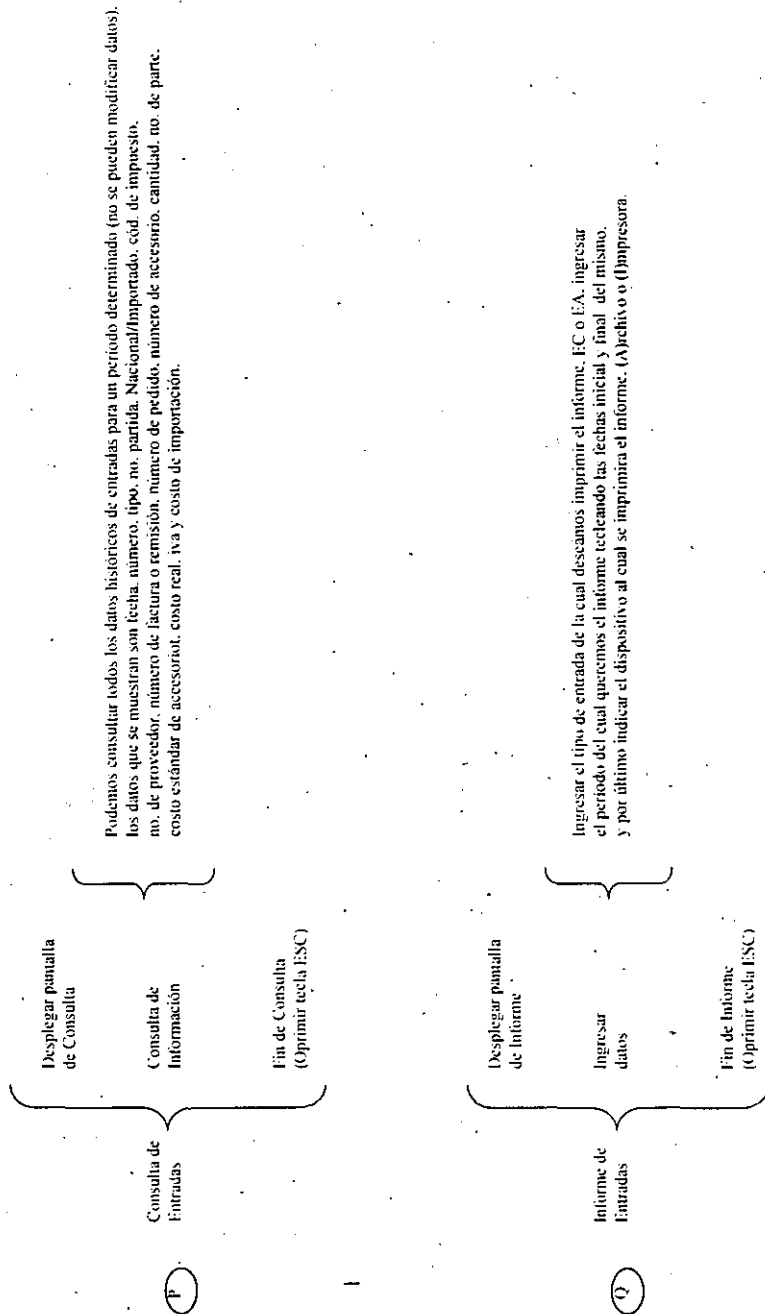 P
Consulta de
Entradas
Desplegar pantalla
de Consulta
Consulta de
Información
Podemos consultar todos los datos históricos de entradas para un período determinado (no se pueden modificar datos).
los datos que se muestran son fecha, número, tipo, no. partida, Nacional/Importado, cód. de impuesto,
no. de proveedor, número de factura o remisión, número de pedido, número de accesorio, cantidad, no. de parte,
costo estándar de accesoriot, costo real, iva y costo de importación.
Fin de Consulta
(Oprimir tecla ESC)
Q
Informe de
Entradas
Desplegar pantalla
de Informe
Ingresar
datos
Ingresar el tipo de entrada de la cual deseamos imprimir el informe, EC o EA, ingresar
el período del cual queremos el informe tecleando las fechas inicial y final del mismo,
y por último indicar el dispositivo al cual se imprimira el informe, (A)rchivo o (I)mpresora.
Fin de Informe
(Oprimir tecla ESC)